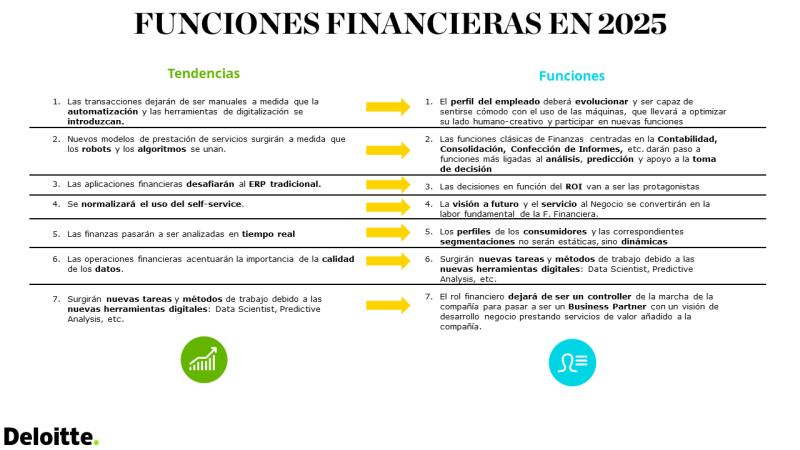 FUNCIONES FINANCIERAS EN 2025
Tendencias
Funciones
1. Las transacciones dejarán de ser manuales a medida que la
automatización y las herramientas de digitalización se
introduzcan.
1. El perfil del empleado deberá evolucionar y ser capaz de
sentirse cómodo con el uso de las máquinas, que llevará a optimizar
su lado humano-creativo y participar en nuevas funciones
2. Nuevos modelos de prestación de servicios surgirán a medida que
los robots y los algoritmos se unan.
2. Las funciones clásicas de Finanzas centradas en la Contabilidad,
Consolidación, Confección de Informes, etc. darán paso a
funciones más ligadas al análisis, predicción y apoyo a la toma
de decisión
3. Las aplicaciones financieras desafiarán al ERP tradicional.
3. Las decisiones en función del ROI van a ser las protagonistas
4. Se normalizará el uso del self-service.
4. La visión a futuro y el servicio al Negocio se convertirán en la
labor fundamental de la F. Financiera.
5. Las finanzas pasarán a ser analizadas en tiempo real
5. Los perfiles de los consumidores y las correspondientes
segmentaciones no serán estáticas, sino dinámicas
6. Las operaciones financieras acentuarán la importancia de la calidad
de los datos.
6. Surgirán nuevas tareas y métodos de trabajo debido a las
nuevas herramientas digitales: Data Scientist, Predictive
Analysis, etc.
7. Surgirán nuevas tareas y métodos de trabajo debido a las
nuevas herramientas digitales: Data Scientist, Predictive
Analysis, etc.
7. El rol financiero dejará de ser un controller de la marcha de la
compañía para pasar a ser un Business Partner con un visión de
desarrollo negocio prestando servicios de valor añadido a la
compañía.
Deloitte.